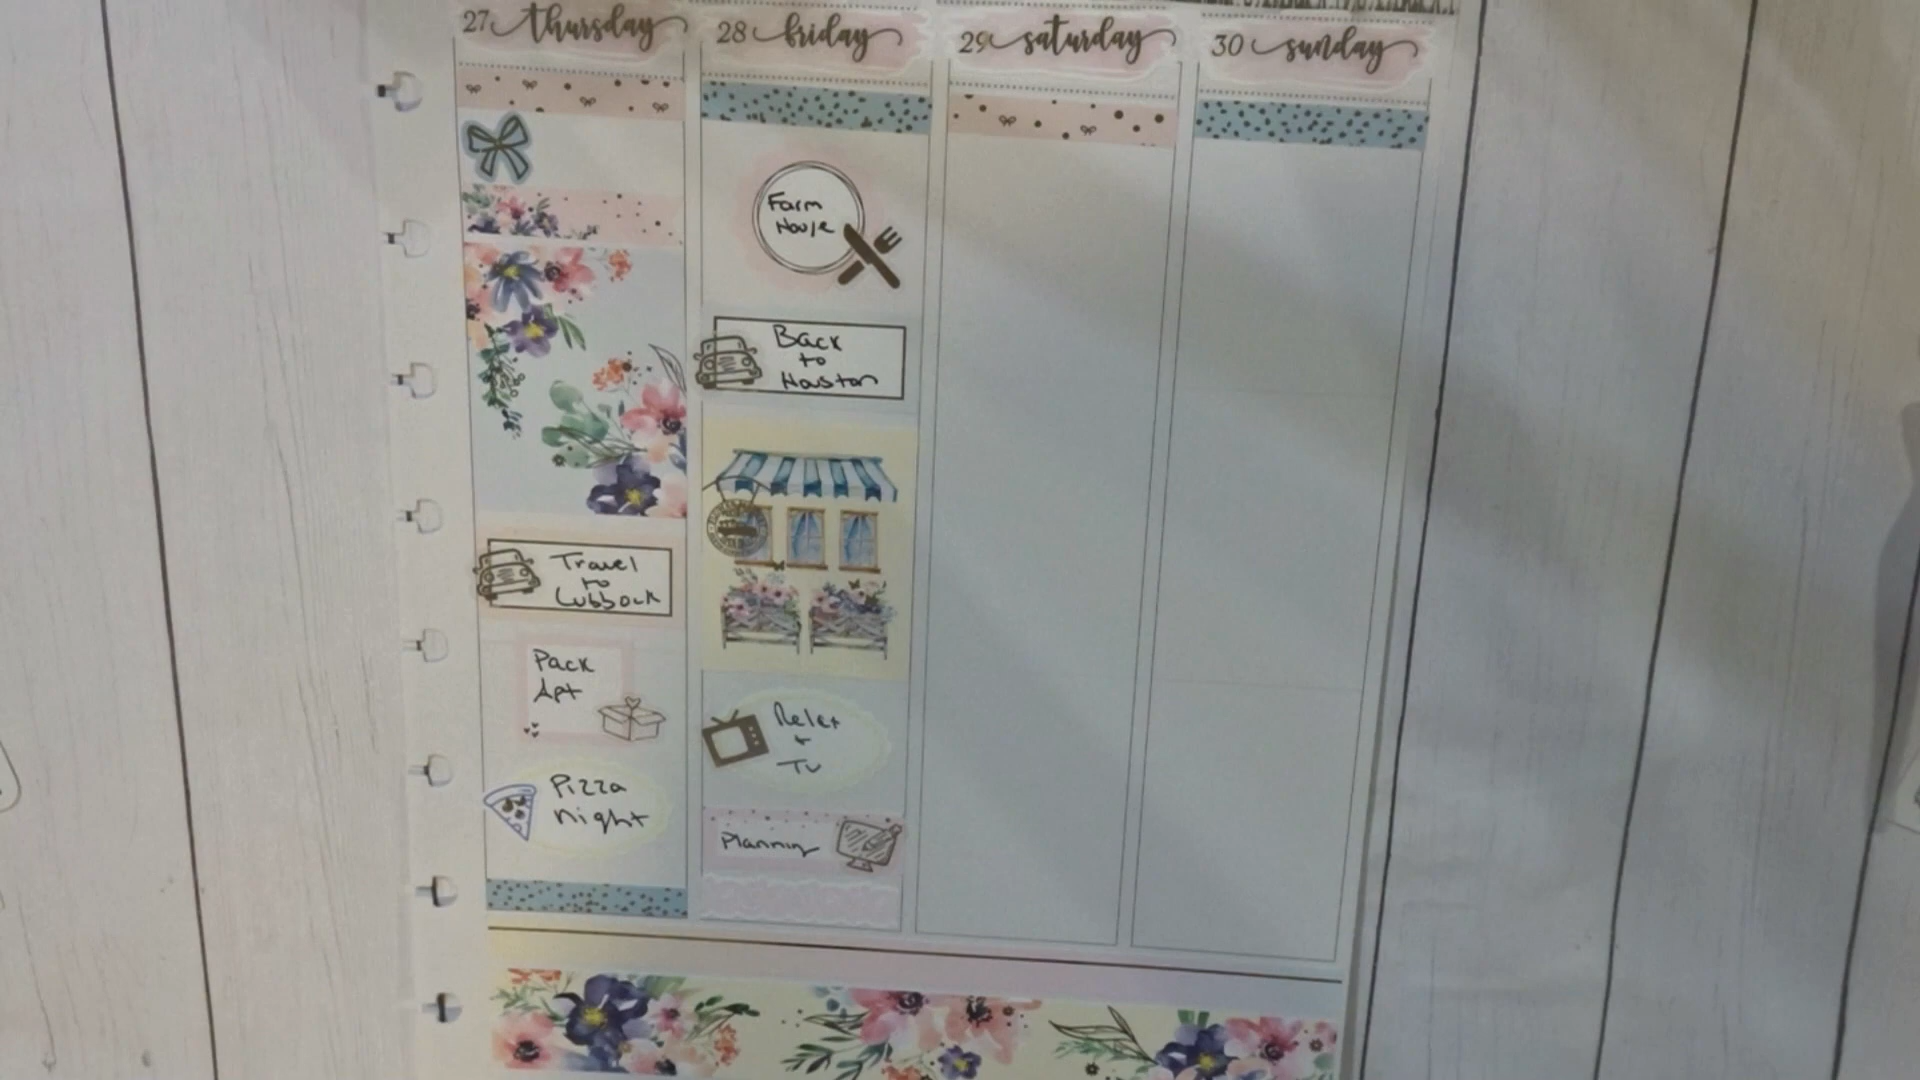 27 thursday
28 friday
29 saturday
30 sunday
Travel
to
Lubbock
Pack
Apt
Pizza
night
Farm
House
Back
to
Houston
Relax
+
TV
Planning